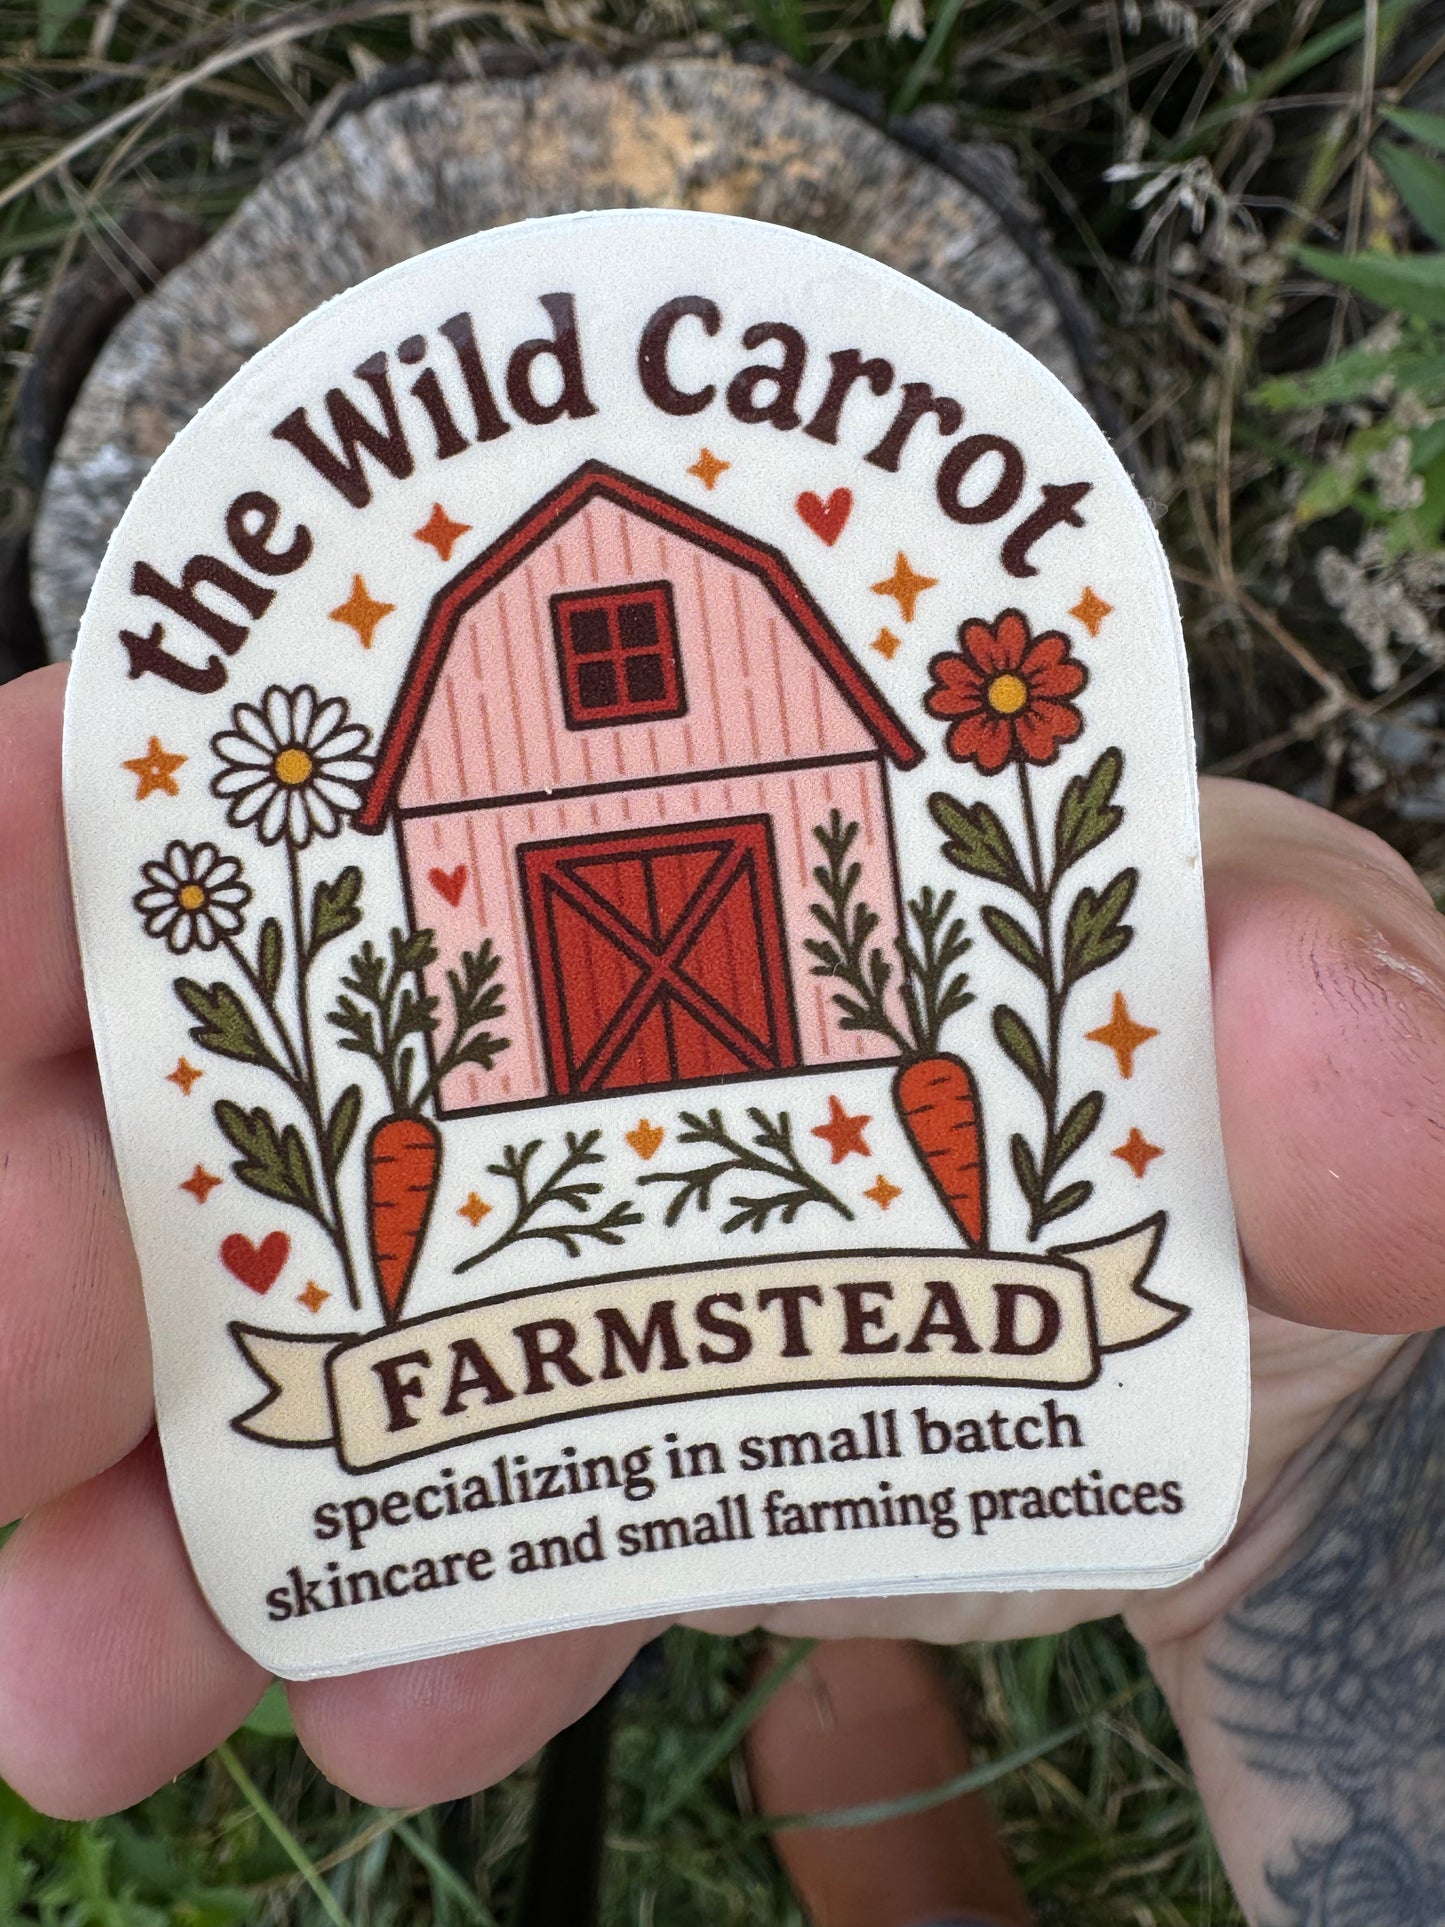 the Wild Carrot
FARMSTEAD
specializing in small batch
skincare and small farming practices